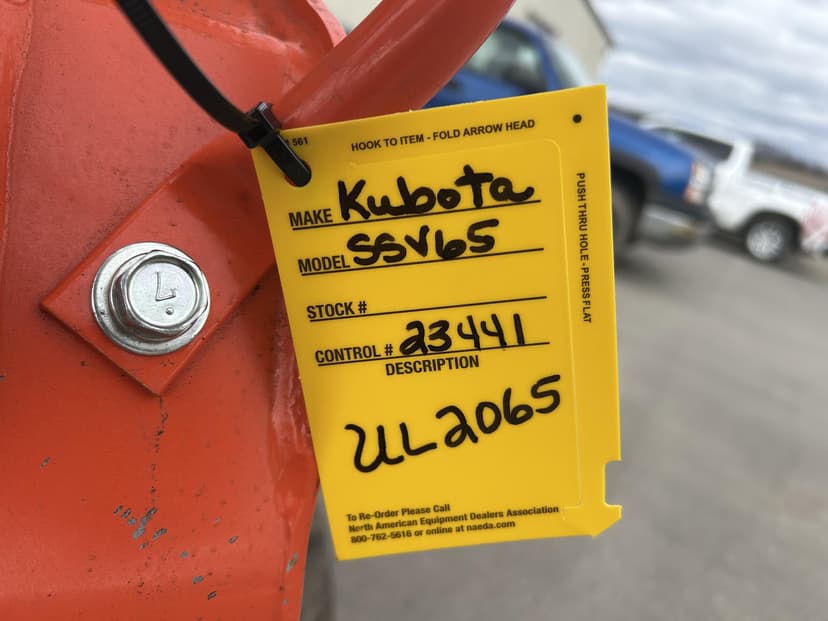 561
HOOK TO ITEM - FOLD ARROW HEAD
PUSH THRU HOLE - PRESS FLAT
MAKE Kubota
MODEL SSV65
STOCK #
CONTROL # 23441
DESCRIPTION
UL2065
To Re-Order Please Call
North American Equipment Dealers Association
800-762-5616 or online at naeda.com
7